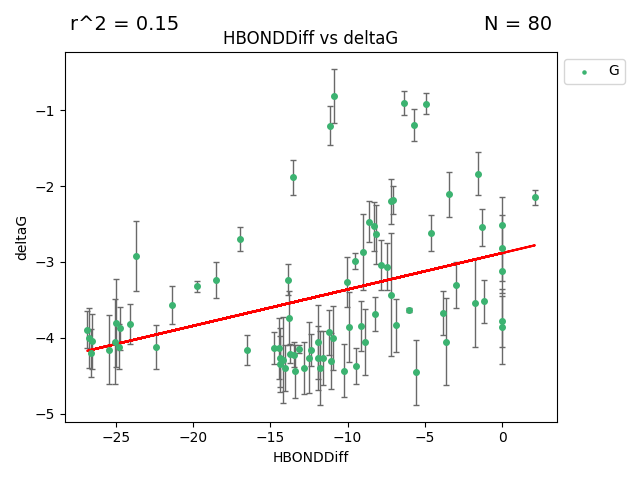 r^2 = 0.15
N = 80
HBONDDiff vs deltaG
G
−1
−2
−3
−4
−5
deltaG
−25 −20 −15 −10 −5 0
HBONDDiff